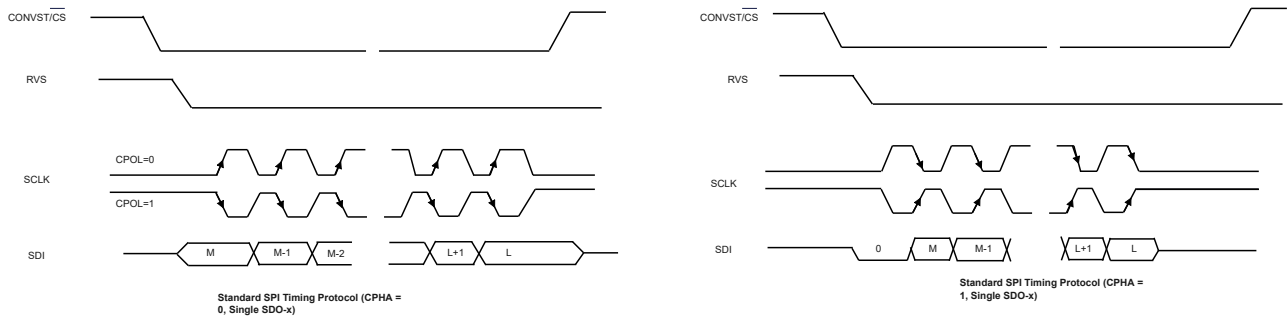 CONVST/CS
RVS
CPOL=0
SCLK
CPOL=1
SDI
M
M-1
M-2
L+1
L
Standard SPI Timing Protocol (CPHA =
0, Single SDO-x)
CONVST/CS
RVS
SCLK
SDI
0
M
M-1
L+1
L
Standard SPI Timing Protocol (CPHA =
1, Single SDO-x)